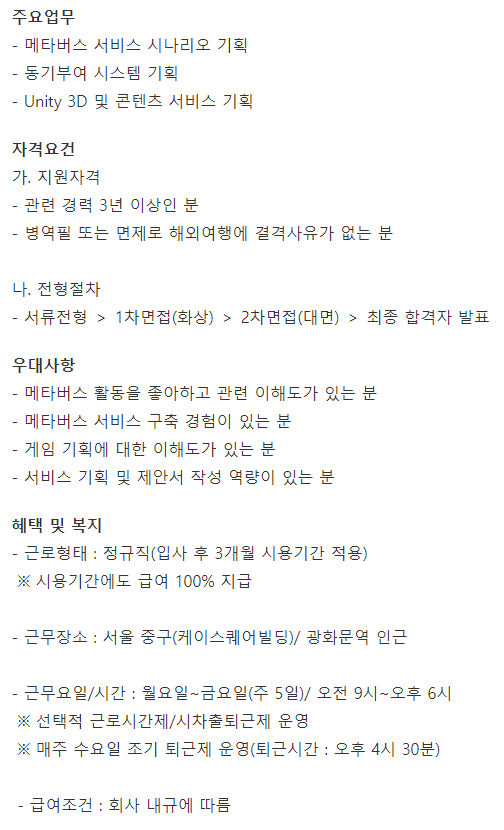 주요업무
- 메타버스 서비스 시나리오 기획
- 동기부여 시스템 기획
- Unity 3D 및 콘텐츠 서비스 기획
자격요건
가. 지원자격
- 관련 경력 3년 이상인 분
- 병역필 또는 면제로 해외여행에 결격사유가 없는 분
나. 전형절차
- 서류전형 > 1차면접(화상) > 2차면접(대면) > 최종 합격자 발표
우대사항
- 메타버스 활동을 좋아하고 관련 이해도가 있는 분
- 메타버스 서비스 구축 경험이 있는 분
- 게임 기획에 대한 이해도가 있는 분
- 서비스 기획 및 제안서 작성 역량이 있는 분
혜택 및 복지
- 근로형태 : 정규직(입사 후 3개월 시용기간 적용)
※ 시용기간에도 급여 100% 지급
- 근무장소 : 서울 중구(케이스퀘어빌딩)/ 광화문역 인근
- 근무요일/시간 : 월요일~금요일(주 5일)/ 오전 9시~오후 6시
※ 선택적 근로시간제/시차출퇴근제 운영
※ 매주 수요일 조기 퇴근제 운영(퇴근시간 : 오후 4시 30분)
- 급여조건 : 회사 내규에 따름